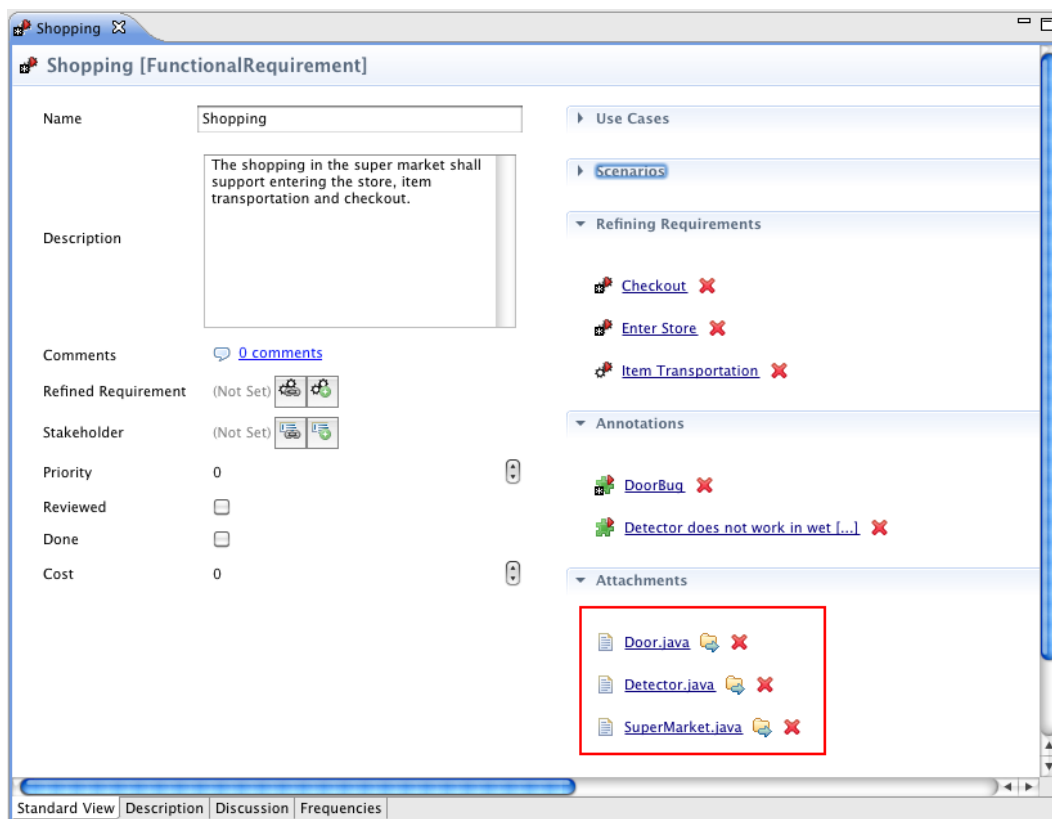 Shopping
Shopping [FunctionalRequirement]
Name
Shopping
Description
The shopping in the super market shall
support entering the store, item
transportation and checkout.
Comments
0 comments
Refined Requirement
(Not Set)
Stakeholder
(Not Set)
Priority
0
Reviewed
Done
Cost
0
Use Cases
Scenarios
Refining Requirements
Checkout
Enter Store
Item Transportation
Annotations
DoorBug
Detector does not work in wet [...]
Attachments
Door.java
Detector.java
SuperMarket.java
Standard View Description Discussion Frequencies